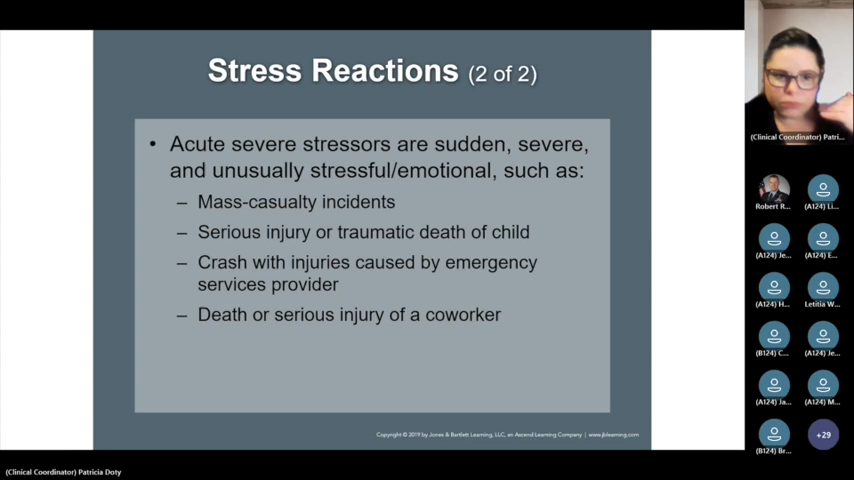 Stress Reactions (2 of 2)
• Acute severe stressors are sudden, severe,
and unusually stressful/emotional, such as:
– Mass-casualty incidents
– Serious injury or traumatic death of child
– Crash with injuries caused by emergency
services provider
– Death or serious injury of a coworker
Copyright © 2019 by Jones & Bartlett Learning, LLC, an Ascend Learning Company | www.jblearning.com
(Clinical Coordinator) Patri...
Robert R...
(A124) Li...
(A124) Je...
(A124) E...
(A124) H...
Letitia W...
(B124) C...
(A124) Je...
(A124) Ja...
(A124) M...
(B124) Br...
+29
(Clinical Coordinator) Patricia Doty